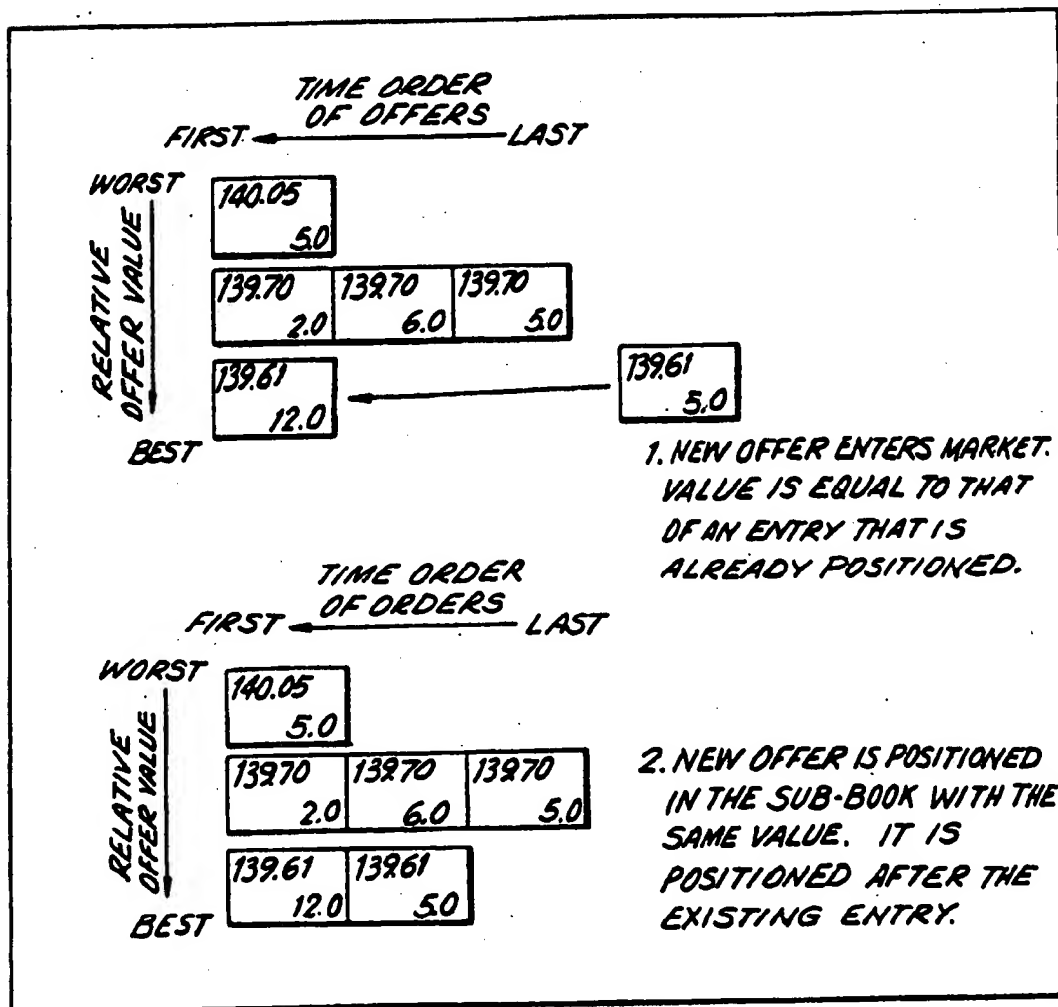 TIME ORDER
OF OFFERS
FIRST LAST
WORST
RELATIVE
OFFER VALUE
BEST
140.05
5.0
139.70 139.70 139.70
2.0 6.0 5.0
139.61 139.61
12.0 5.0
1. NEW OFFER ENTERS MARKET.
VALUE IS EQUAL TO THAT
OF AN ENTRY THAT IS
ALREADY POSITIONED.
TIME ORDER
OF ORDERS
FIRST LAST
WORST
RELATIVE
OFFER VALUE
BEST
140.05
5.0
139.70 139.70 139.70
2.0 6.0 5.0
139.61 139.61
12.0 5.0
2. NEW OFFER IS POSITIONED
IN THE SUB-BOOK WITH THE
SAME VALUE. IT IS
POSITIONED AFTER THE
EXISTING ENTRY.